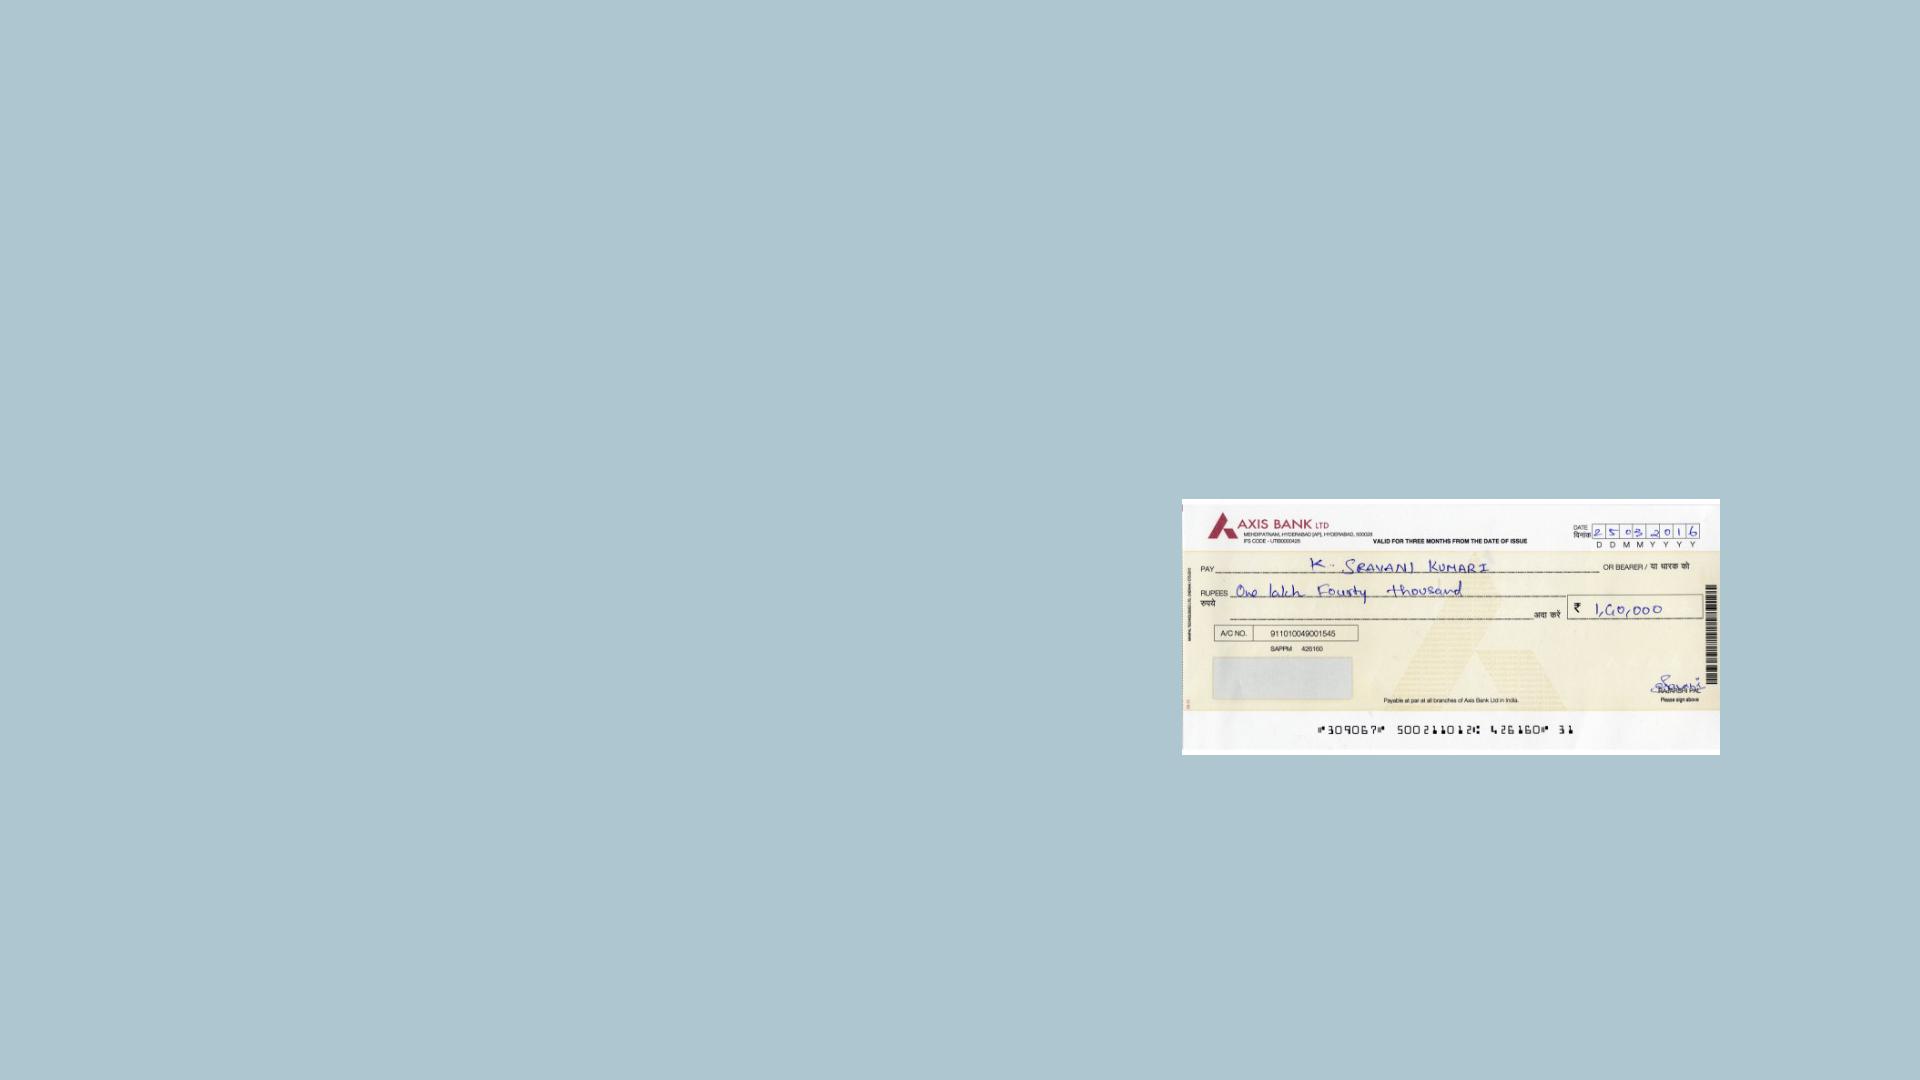 AXIS BANK LTD
MEHDIPATNAM, HYDERABAD [AP], HYDERABAD, 500028
IFS CODE - UTIB0000426
VALID FOR THREE MONTHS FROM THE DATE OF ISSUE
DATE
दिनांक 2 5 0 3 2 0 1 6
D D M M Y Y Y Y
PAY K. SRAVANI KUMARI OR BEARER / या धारक को
RUPEES One lakh Fourty thousand
रुपये
अदा करें ₹ 1,40,000
A/C NO. 911010049001545
SAPPM 426160
Sravani
Payable at par at all branches of Axis Bank Ltd in India.
Please sign above
⑈309067⑈ 500211012⑆ 426160⑈ 31